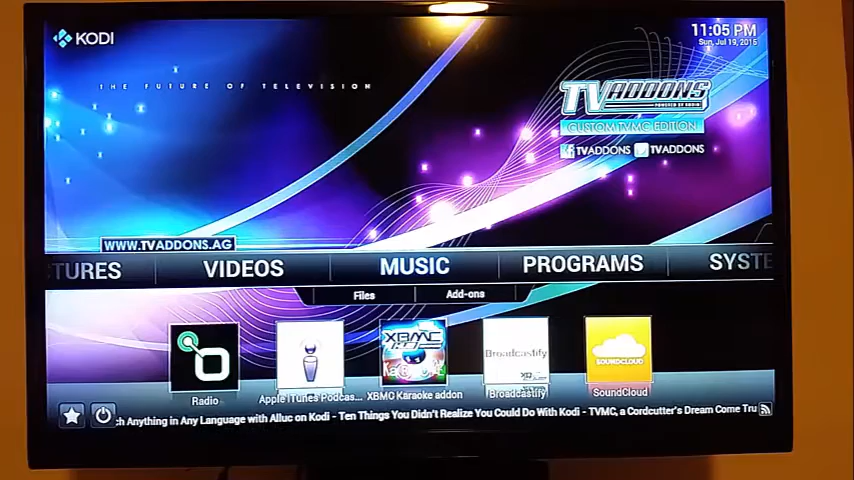 KODI
11:05 PM
Sun, Jul 19, 2015
THE FUTURE OF TELEVISION
TVADDONS
CUSTOM TVMC EDITION
TVADDONS TVADDONS
WWW.TVADDONS.AG
TURES VIDEOS MUSIC PROGRAMS SYSTE
Files Add-ons
XBMC
Broadcastify
SOUNDCLOUD
Radio Apple iTunes Podcas... XBMC Karaoke addon Broadcastify SoundCloud
ch Anything in Any Language with Alluc on Kodi - Ten Things You Didn't Realize You Could Do With Kodi - TVMC, a Cordcutter's Dream Come Tru